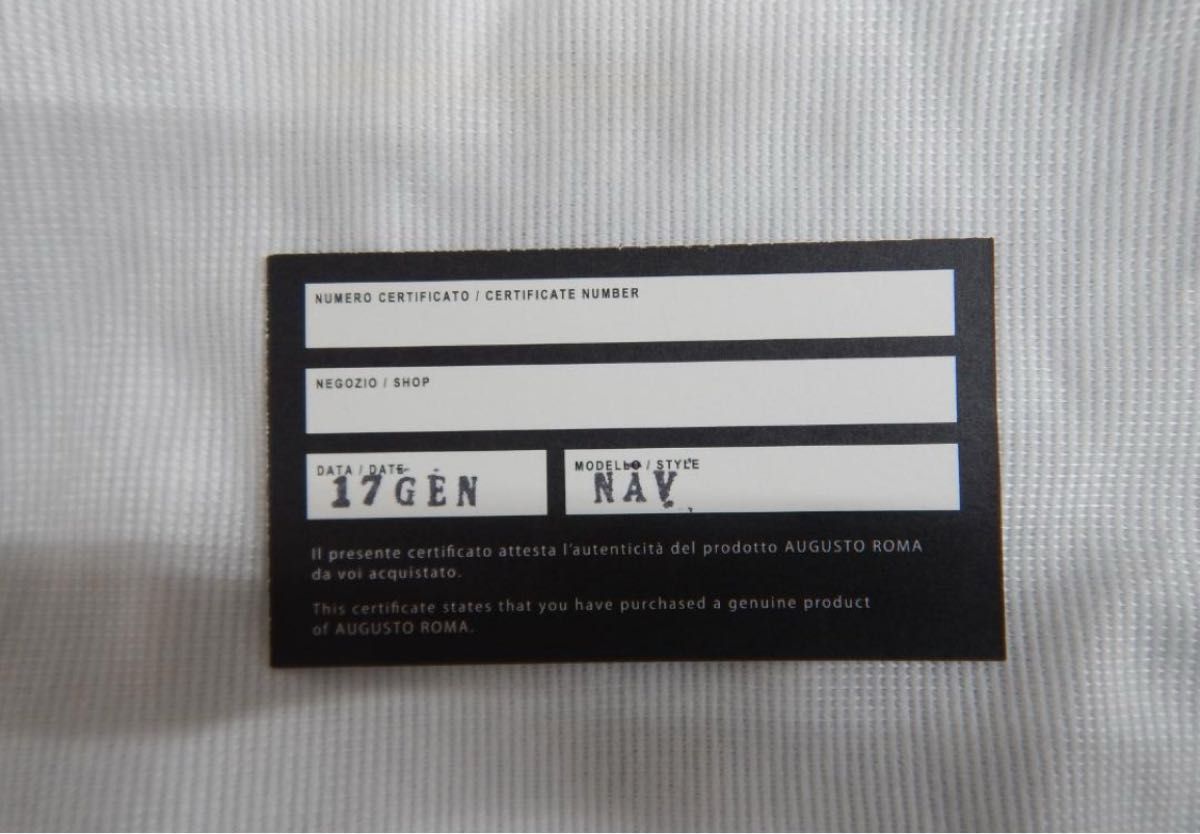 NUMERO CERTIFICATO / CERTIFICATE NUMBER
NEGOZIO / SHOP
DATA / DATE
17GEN
MODELLO / STYLE
NAV
Il presente certificato attesta l'autenticità del prodotto AUGUSTO ROMA
da voi acquistato.
This certificate states that you have purchased a genuine product
of AUGUSTO ROMA.